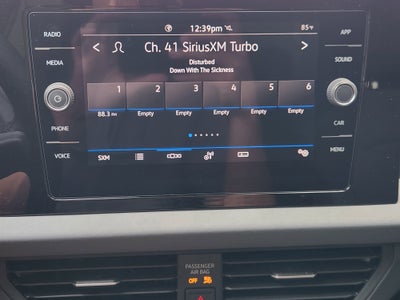 RADIO
MEDIA
PHONE
VOICE
12:39pm
85°F
Ch. 41 SiriusXM Turbo
Disturbed
Down With The Sickness
1 2 3 4 5 6
88.3 FM Empty Empty Empty Empty Empty
SXM
APP
SOUND
CAR
MENU
PASSENGER
AIR BAG
OFF